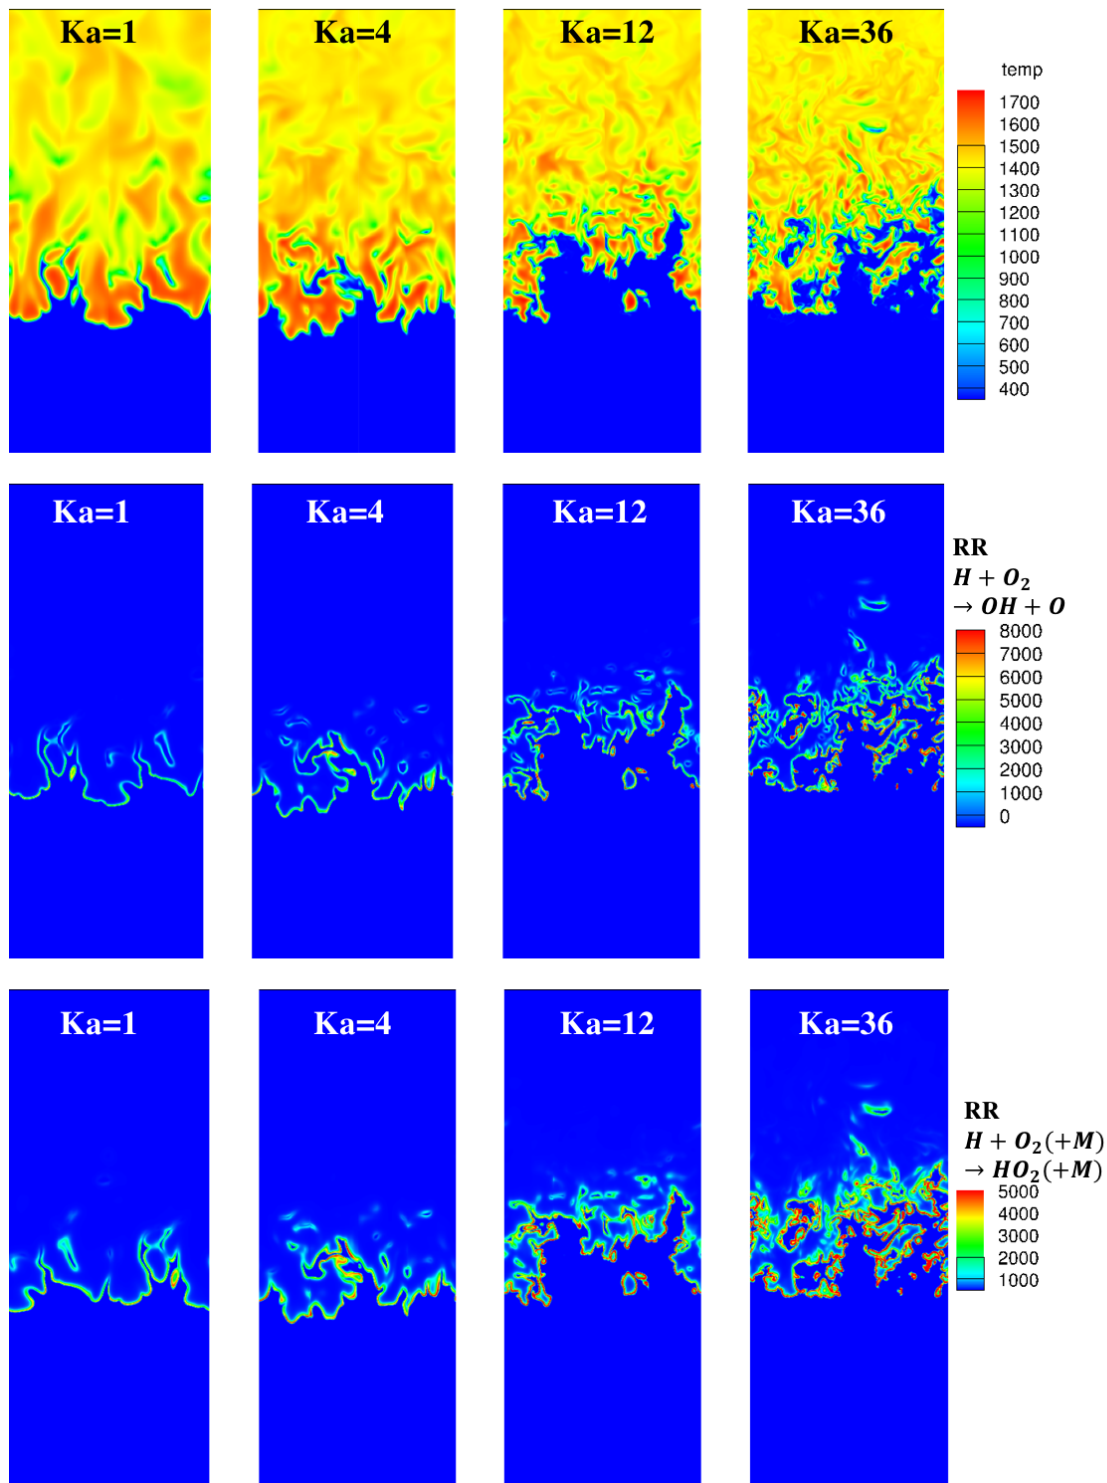 Ka=1
Ka=4
Ka=12
Ka=36
temp
1700
1600
1500
1400
1300
1200
1100
1000
900
800
700
600
500
400
Ka=1
Ka=4
Ka=12
Ka=36
RR
H + O₂
→ OH + O
8000
7000
6000
5000
4000
3000
2000
1000
0
Ka=1
Ka=4
Ka=12
Ka=36
RR
H + O₂(+M)
→ HO₂(+M)
5000
4000
3000
2000
1000